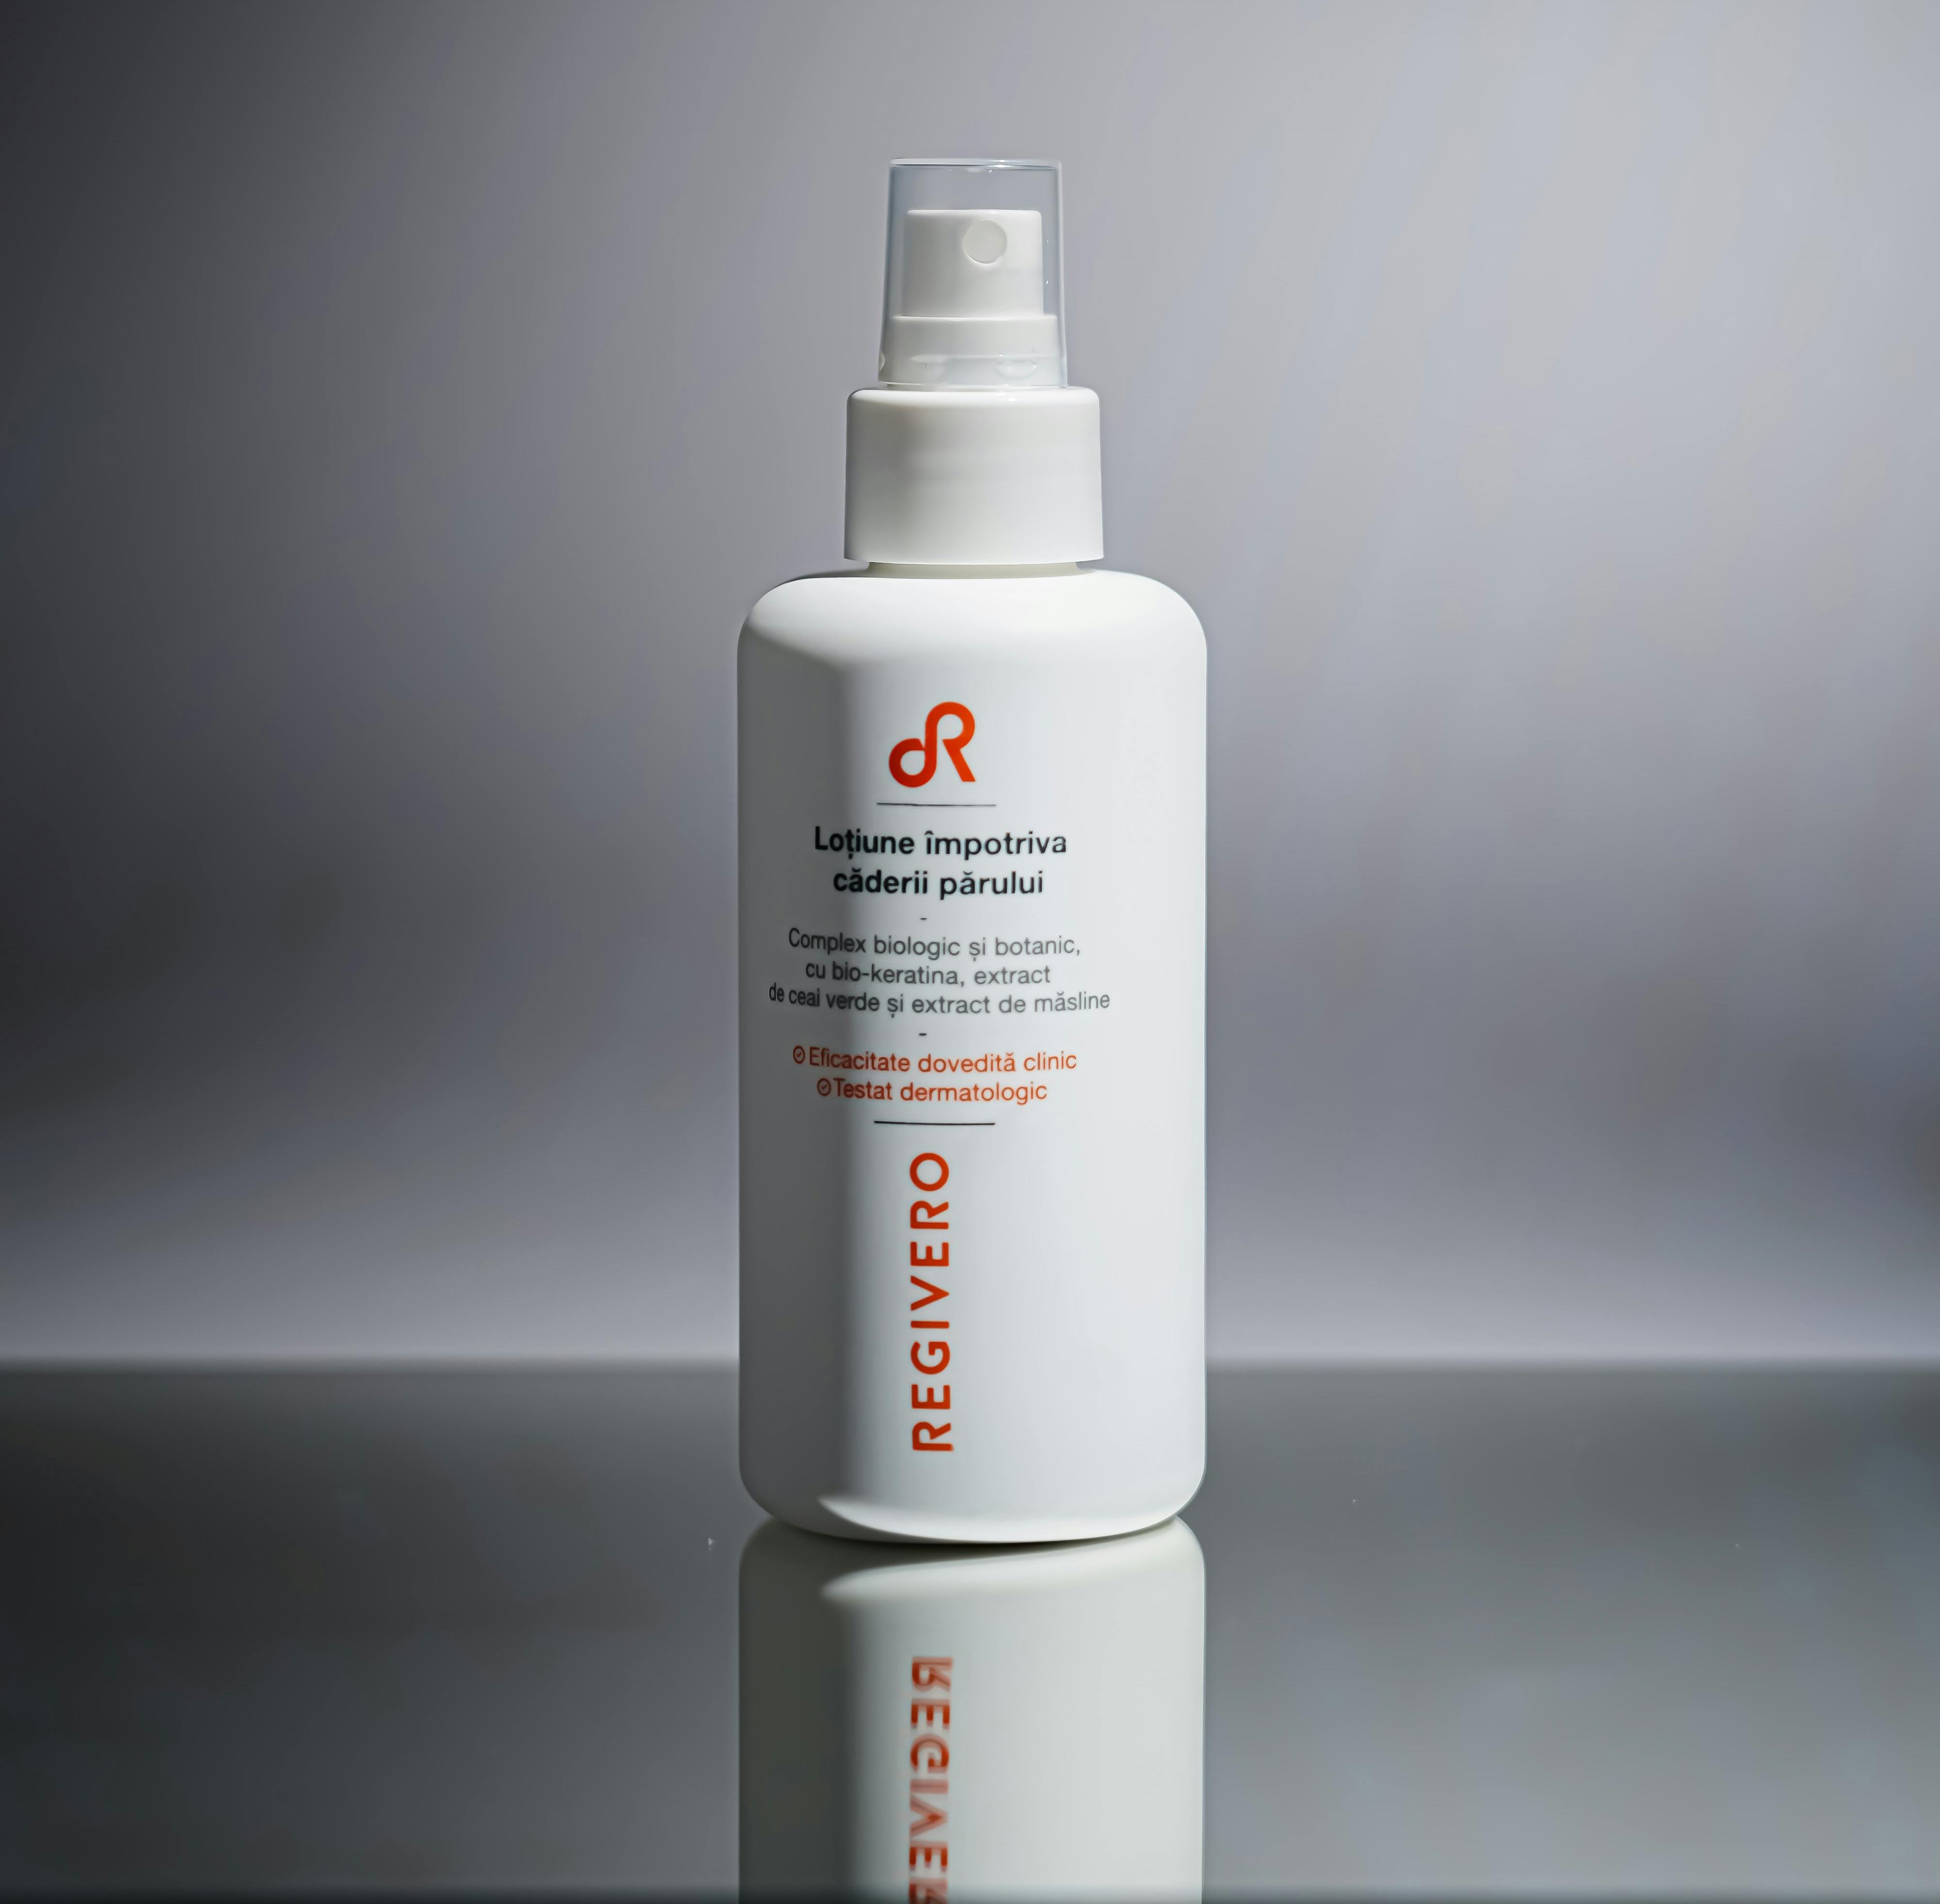 dR
Loțiune împotriva
căderii părului
-
Complex biologic și botanic,
cu bio-keratina, extract
de ceai verde și extract de măsline
-
Eficacitate dovedită clinic
Testat dermatologic
REGIVERO
REGIVER